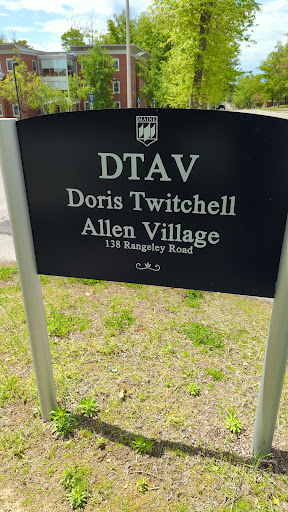 MAINE
DTAV
Doris Twitchell
Allen Village
138 Rangeley Road